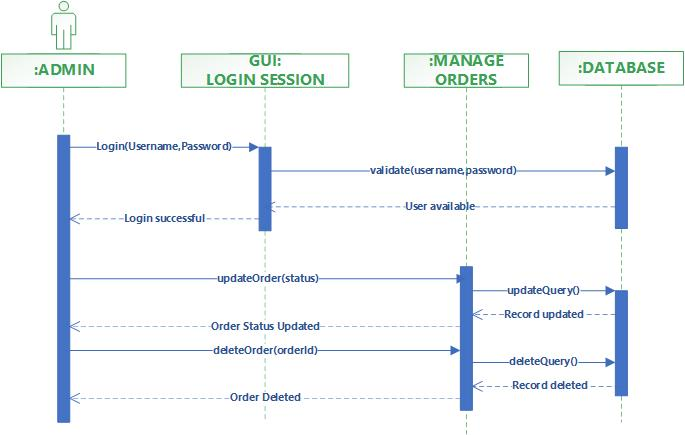 :ADMIN
GUI:
LOGIN SESSION
:MANAGE
ORDERS
:DATABASE
Login(Username,Password)
validate(username,password)
User available
Login successful
updateOrder(status)
updateQuery()
Record updated
Order Status Updated
deleteOrder(orderId)
deleteQuery()
Record deleted
Order Deleted